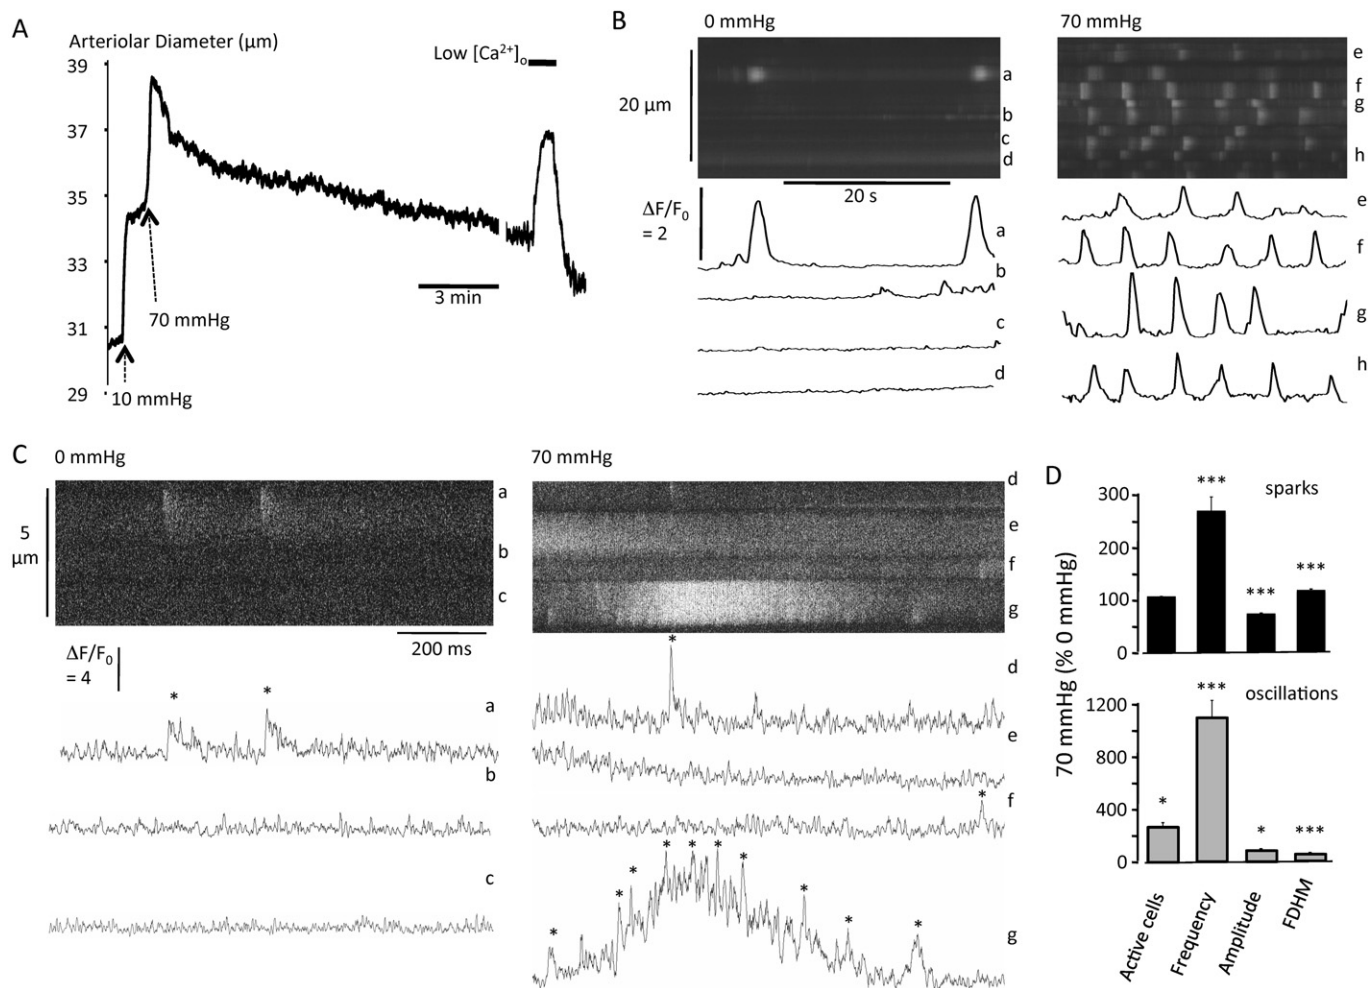 A
Arteriolar Diameter (µm)
Low [Ca²⁺]ₒ
39
37
35
33
31
29
70 mmHg
10 mmHg
3 min
B
0 mmHg
70 mmHg
20 µm
a
b
c
d
20 s
ΔF/F₀
= 2
a
b
c
d
e
f
g
h
e
f
g
h
C
0 mmHg
70 mmHg
5
µm
a
b
c
200 ms
ΔF/F₀
= 4
a
* *
b
c
d
e
f
g
*
d
e
f
*
* * * * * * * * * *
g
D
70 mmHg (% 0 mmHg)
sparks
300
200
100
0
***
***
***
oscillations
1200
800
400
0
*
***
*
***
Active cells
Frequency
Amplitude
FDHM